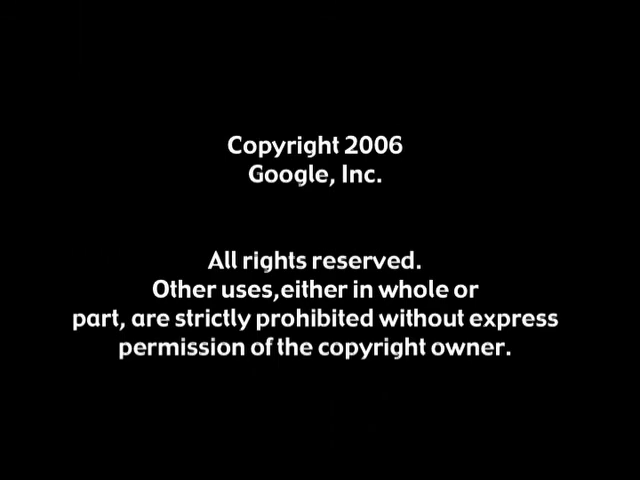 Copyright 2006
Google, Inc.
All rights reserved.
Other uses,either in whole or
part, are strictly prohibited without express
permission of the copyright owner.